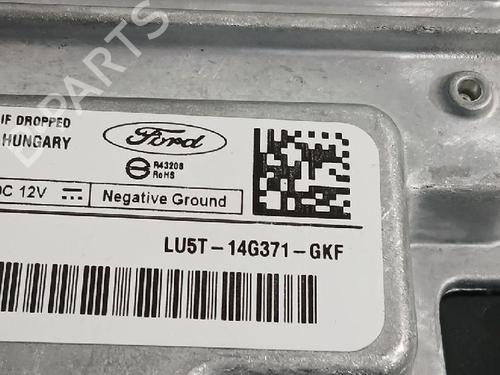 B-PARTS
IF DROPPED
HUNGARY
Ford
R43208
RoHS
DC 12V
Negative Ground
LU5T-14G371-GKF